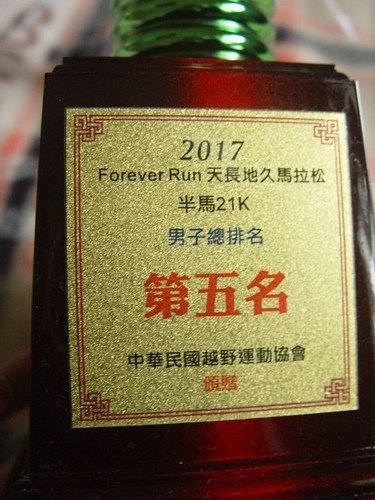 2017
Forever Run 天長地久馬拉松
半馬21K
男子總排名
第五名
中華民國越野運動協會
頒贈